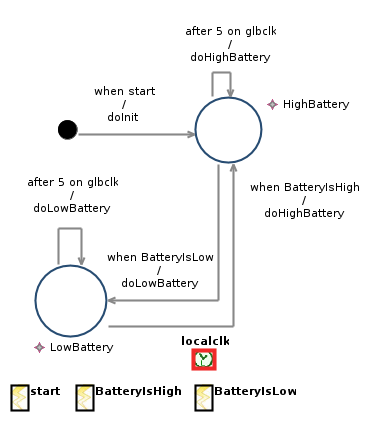 after 5 on glbclk
/
doHighBattery
when start
/
doInit
HighBattery
after 5 on glbclk
/
doLowBattery
when BatteryIsHigh
/
doHighBattery
when BatteryIsLow
/
doLowBattery
LowBattery
localclk
start BatteryIsHigh BatteryIsLow